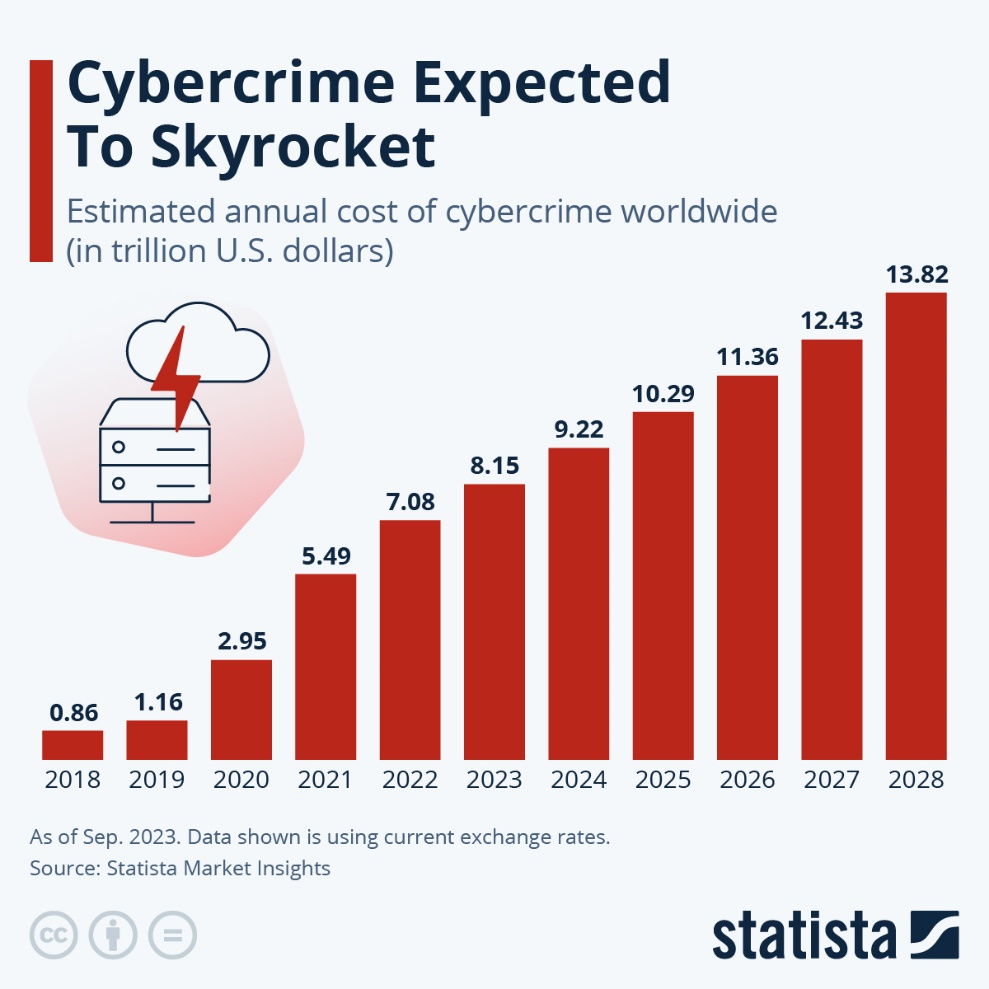 Cybercrime Expected
To Skyrocket
Estimated annual cost of cybercrime worldwide
(in trillion U.S. dollars)
0.86
1.16
2.95
5.49
7.08
8.15
9.22
10.29
11.36
12.43
13.82
2018 2019 2020 2021 2022 2023 2024 2025 2026 2027 2028
As of Sep. 2023. Data shown is using current exchange rates.
Source: Statista Market Insights
cc
statista